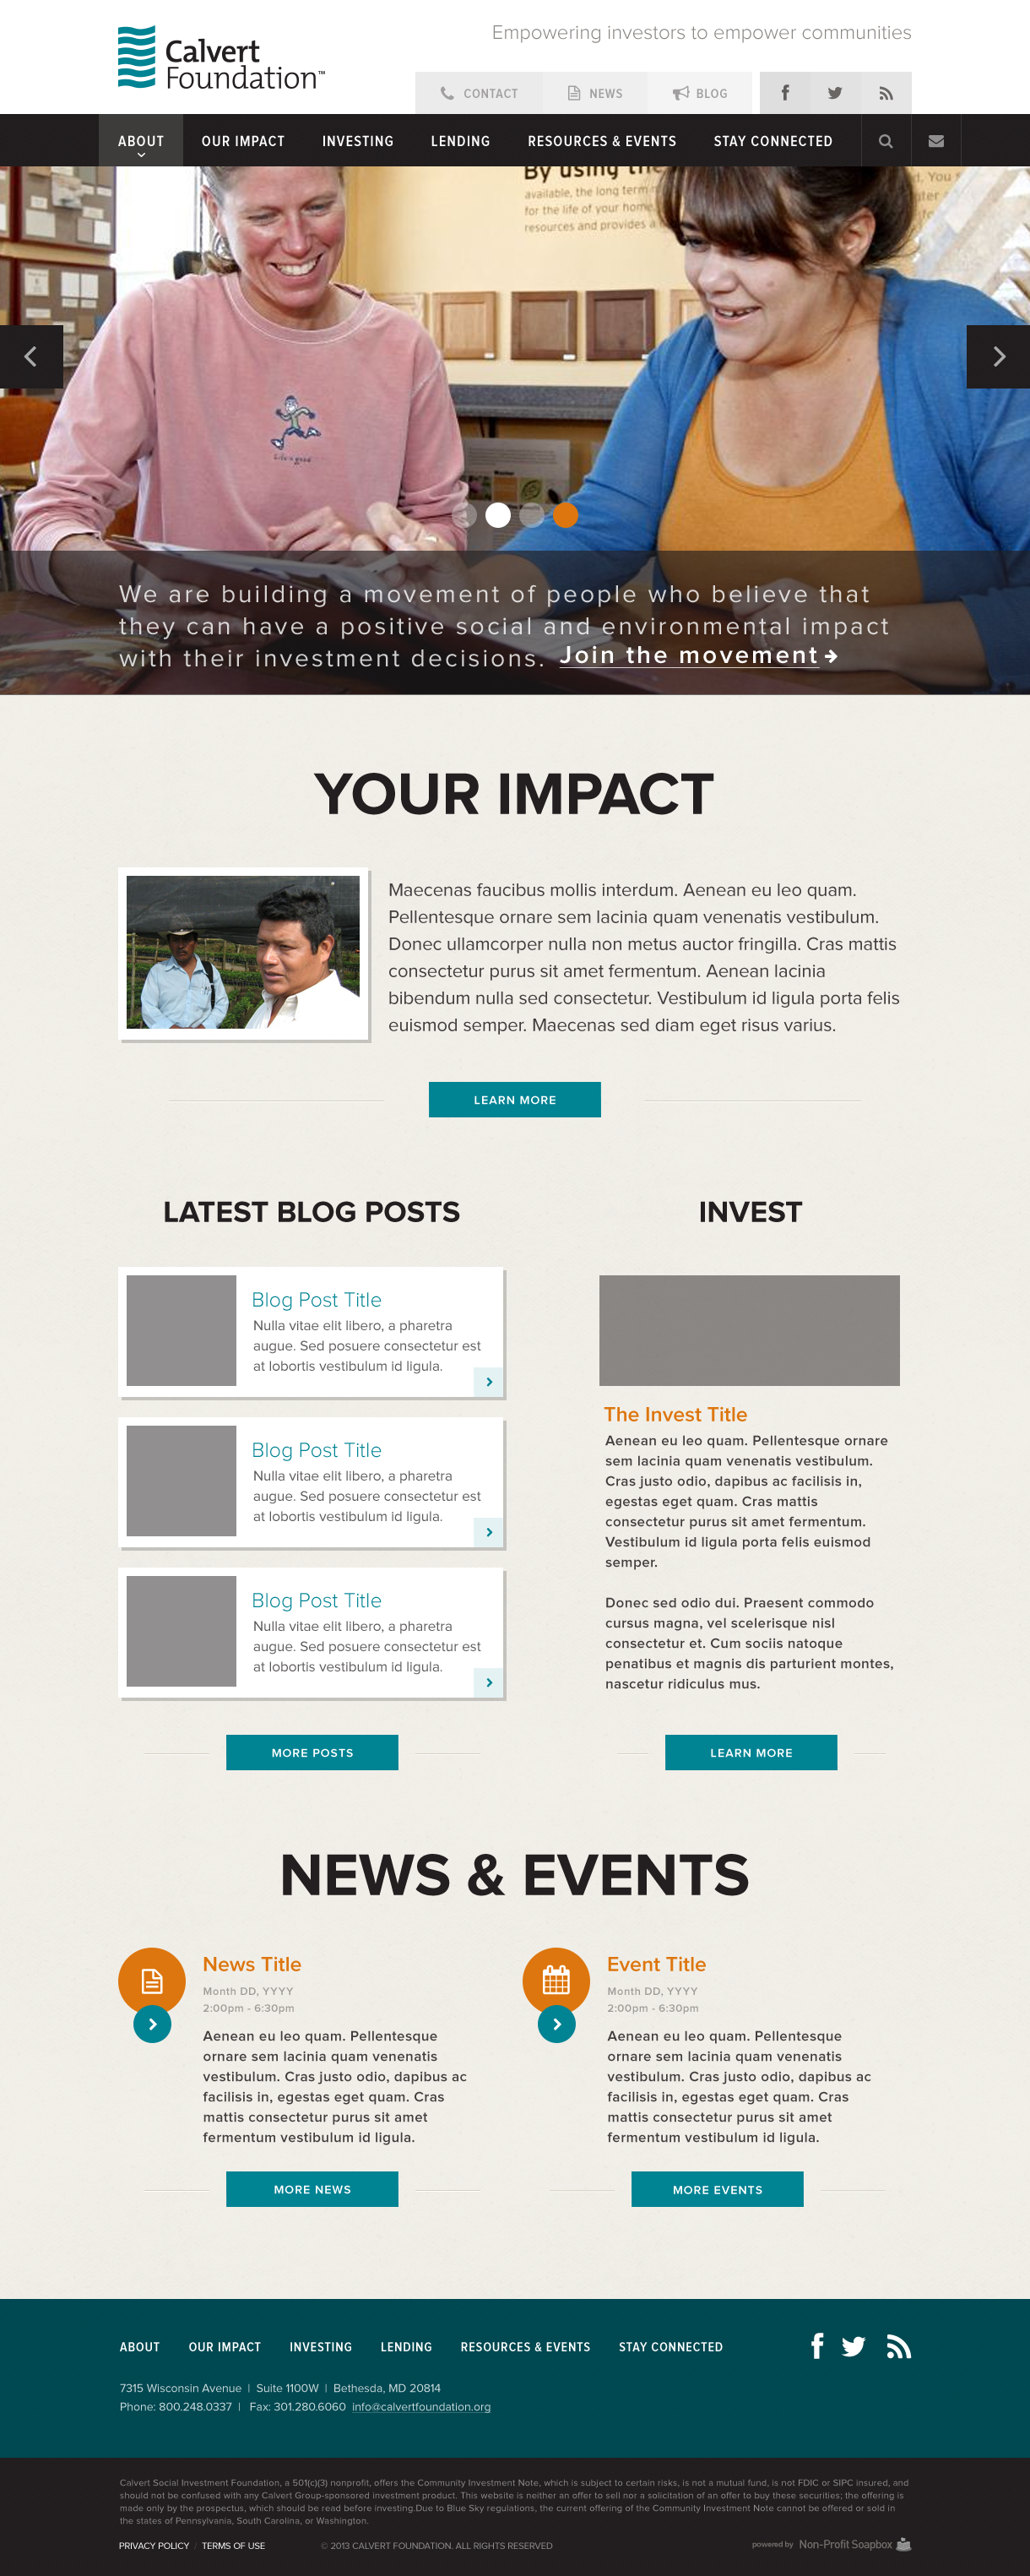 Empowering investors to empower communities
Calvert
Foundation™
CONTACT
NEWS
BLOG
ABOUT
OUR IMPACT
INVESTING
LENDING
RESOURCES & EVENTS
STAY CONNECTED
By using the
available, the long term
for the life of your home
resources and provides a
We are building a movement of people who believe that
they can have a positive social and environmental impact
with their investment decisions. Join the movement
YOUR IMPACT
Maecenas faucibus mollis interdum. Aenean eu leo quam.
Pellentesque ornare sem lacinia quam venenatis vestibulum.
Donec ullamcorper nulla non metus auctor fringilla. Cras mattis
consectetur purus sit amet fermentum. Aenean lacinia
bibendum nulla sed consectetur. Vestibulum id ligula porta felis
euismod semper. Maecenas sed diam eget risus varius.
LEARN MORE
LATEST BLOG POSTS
Blog Post Title
Nulla vitae elit libero, a pharetra
augue. Sed posuere consectetur est
at lobortis vestibulum id ligula.
Blog Post Title
Nulla vitae elit libero, a pharetra
augue. Sed posuere consectetur est
at lobortis vestibulum id ligula.
Blog Post Title
Nulla vitae elit libero, a pharetra
augue. Sed posuere consectetur est
at lobortis vestibulum id ligula.
MORE POSTS
INVEST
The Invest Title
Aenean eu leo quam. Pellentesque ornare
sem lacinia quam venenatis vestibulum.
Cras justo odio, dapibus ac facilisis in,
egestas eget quam. Cras mattis
consectetur purus sit amet fermentum.
Vestibulum id ligula porta felis euismod
semper.
Donec sed odio dui. Praesent commodo
cursus magna, vel scelerisque nisl
consectetur et. Cum sociis natoque
penatibus et magnis dis parturient montes,
nascetur ridiculus mus.
LEARN MORE
NEWS & EVENTS
News Title
Month DD, YYYY
2:00pm - 6:30pm
Aenean eu leo quam. Pellentesque
ornare sem lacinia quam venenatis
vestibulum. Cras justo odio, dapibus ac
facilisis in, egestas eget quam. Cras
mattis consectetur purus sit amet
fermentum vestibulum id ligula.
MORE NEWS
Event Title
Month DD, YYYY
2:00pm - 6:30pm
Aenean eu leo quam. Pellentesque
ornare sem lacinia quam venenatis
vestibulum. Cras justo odio, dapibus ac
facilisis in, egestas eget quam. Cras
mattis consectetur purus sit amet
fermentum vestibulum id ligula.
MORE EVENTS
ABOUT
OUR IMPACT
INVESTING
LENDING
RESOURCES & EVENTS
STAY CONNECTED
7315 Wisconsin Avenue | Suite 1100W | Bethesda, MD 20814
Phone: 800.248.0337 | Fax: 301.280.6060 info@calvertfoundation.org
Calvert Social Investment Foundation, a 501(c)(3) nonprofit, offers the Community Investment Note, which is subject to certain risks, is not a mutual fund, is not FDIC or SIPC insured, and
should not be confused with any Calvert Group-sponsored investment product. This website is neither an offer to sell nor a solicitation of an offer to buy these securities; the offering is
made only by the prospectus, which should be read before investing.Due to Blue Sky regulations, the current offering of the Community Investment Note cannot be offered or sold in
the states of Pennsylvania, South Carolina, or Washington.
PRIVACY POLICY / TERMS OF USE
© 2013 CALVERT FOUNDATION. ALL RIGHTS RESERVED
powered by Non-Profit Soapbox